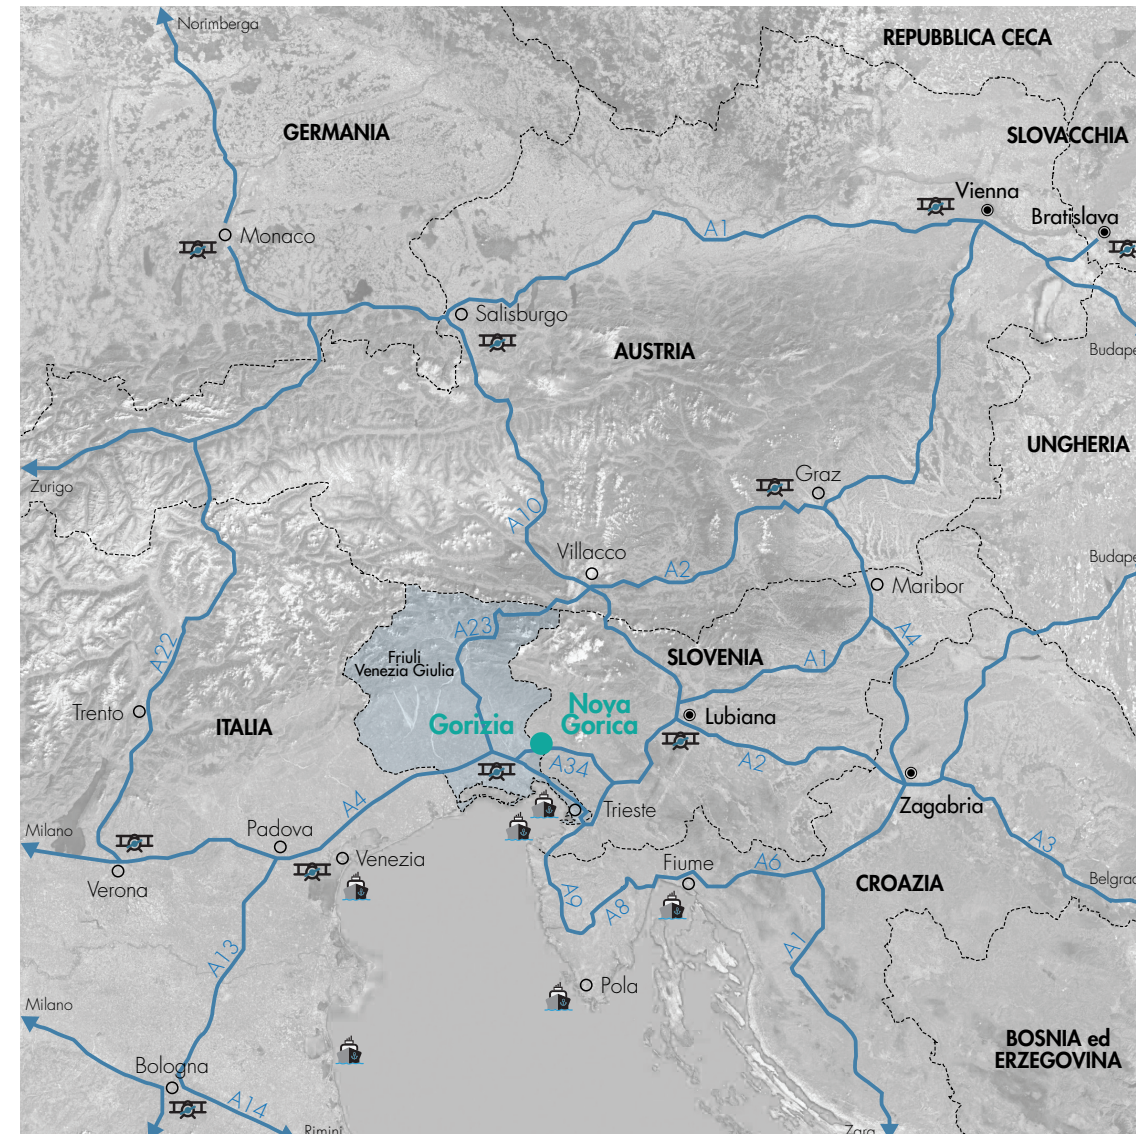 Norimberga
REPUBBLICA CECA
GERMANIA
SLOVACCHIA
Vienna
Bratislava
A1
Monaco
Salisburgo
AUSTRIA
Budape
UNGHERIA
Zurigo
Graz
A10
Villacco
A2
Budape
Maribor
A23
A4
A22
Friuli
Venezia Giulia
SLOVENIA
A1
Trento
ITALIA
Gorizia
Nova
Gorica
Lubiana
A34
A2
A4
Zagabria
Trieste
Milano
Padova
Venezia
Verona
Fiume
A6
A3
CROAZIA
Belgrad
A9
A8
A13
A1
Pola
Milano
BOSNIA ed
ERZEGOVINA
Bologna
A14
Rimini
Zara